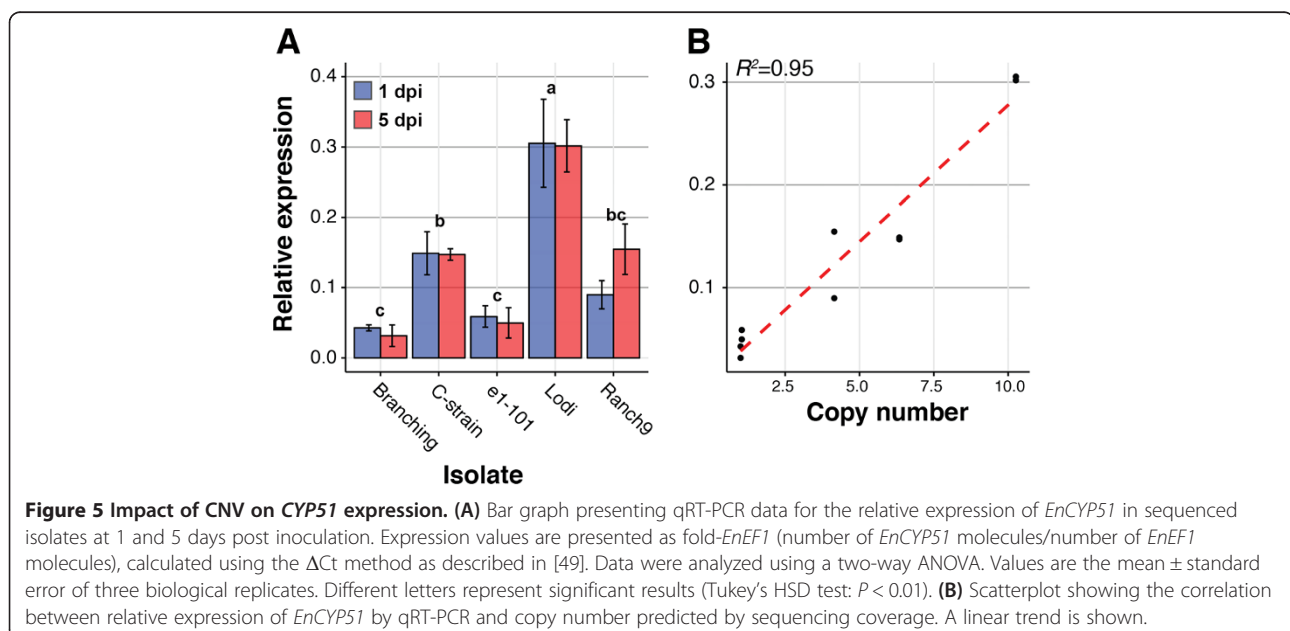 A
Relative expression
0.4
0.3
0.2
0.1
0.0
1 dpi
5 dpi
c
b
c
a
bc
Branching
C-strain
e1-101
Lodi
Ranch9
Isolate
B
R²=0.95
0.3
0.2
0.1
2.5 5.0 7.5 10.0
Copy number
Figure 5 Impact of CNV on CYP51 expression. (A) Bar graph presenting qRT-PCR data for the relative expression of EnCYP51 in sequenced
isolates at 1 and 5 days post inoculation. Expression values are presented as fold-EnEF1 (number of EnCYP51 molecules/number of EnEF1
molecules), calculated using the ΔCt method as described in [49]. Data were analyzed using a two-way ANOVA. Values are the mean ± standard
error of three biological replicates. Different letters represent significant results (Tukey's HSD test: P < 0.01). (B) Scatterplot showing the correlation
between relative expression of EnCYP51 by qRT-PCR and copy number predicted by sequencing coverage. A linear trend is shown.